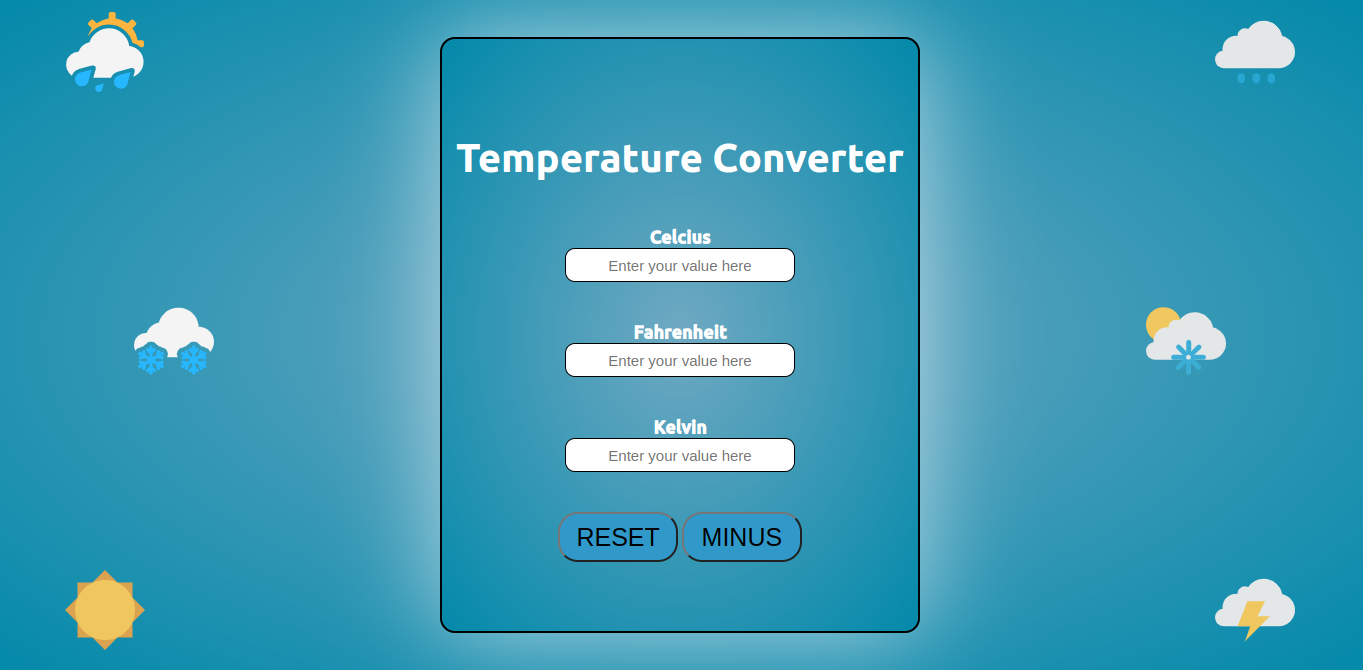 Temperature Converter
Celcius
Enter your value here
Fahrenheit
Enter your value here
Kelvin
Enter your value here
RESET MINUS